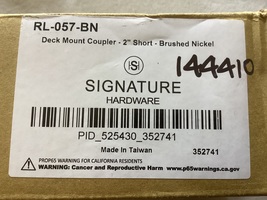 RL-057-BN
Deck Mount Coupler - 2" Short - Brushed Nickel
S
144410
SIGNATURE
HARDWARE
PID_525430_352741
Made In Taiwan
352741
PROP65 WARNING FOR CALIFORNIA RESIDENTS
WARNING: Cancer and Reproductive Harm www.p65warnings.ca.gov